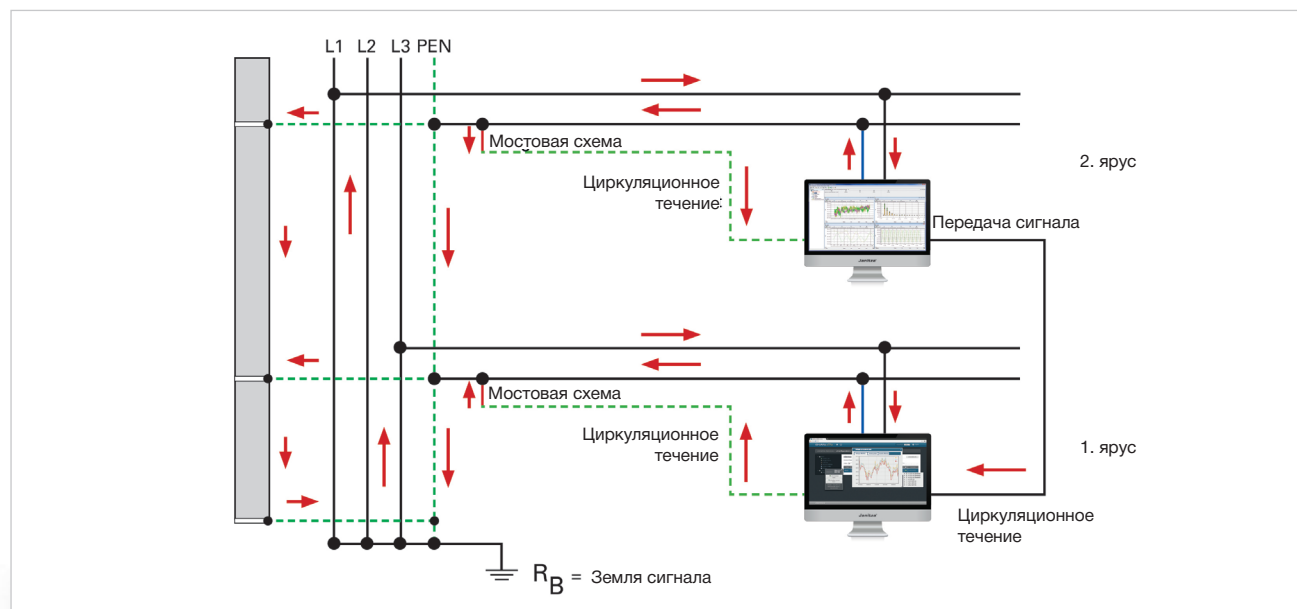 L1 L2 L3 PEN
Мостовая схема
Циркуляционное
течение:
2. ярус
Передача сигнала
Мостовая схема
Циркуляционное
течение
1. ярус
Циркуляционное
течение
RB = Земля сигнала